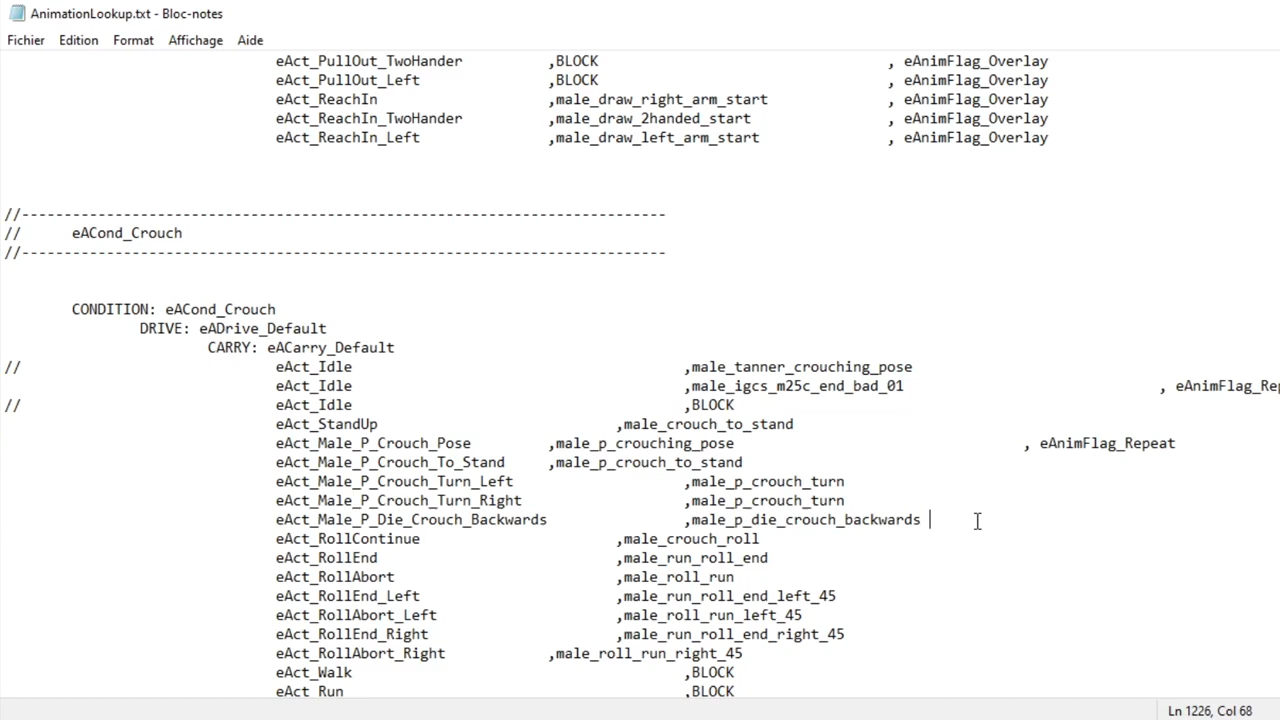 AnimationLookup.txt - Bloc-notes
Fichier Edition Format Affichage Aide
eAct_PullOut_TwoHander ,BLOCK , eAnimFlag_Overlay
eAct_PullOut_Left ,BLOCK , eAnimFlag_Overlay
eAct_ReachIn ,male_draw_right_arm_start , eAnimFlag_Overlay
eAct_ReachIn_TwoHander ,male_draw_2handed_start , eAnimFlag_Overlay
eAct_ReachIn_Left ,male_draw_left_arm_start , eAnimFlag_Overlay
//----------------------------------------------------------------------------
// eACond_Crouch
//----------------------------------------------------------------------------
CONDITION: eACond_Crouch
DRIVE: eADrive_Default
CARRY: eACarry_Default
// eAct_Idle ,male_tanner_crouching_pose
eAct_Idle ,male_igcs_m25c_end_bad_01 , eAnimFlag_Rep
// eAct_Idle ,BLOCK
eAct_StandUp ,male_crouch_to_stand
eAct_Male_P_Crouch_Pose ,male_p_crouching_pose , eAnimFlag_Repeat
eAct_Male_P_Crouch_To_Stand ,male_p_crouch_to_stand
eAct_Male_P_Crouch_Turn_Left ,male_p_crouch_turn
eAct_Male_P_Crouch_Turn_Right ,male_p_crouch_turn
eAct_Male_P_Die_Crouch_Backwards ,male_p_die_crouch_backwards
eAct_RollContinue ,male_crouch_roll
eAct_RollEnd ,male_run_roll_end
eAct_RollAbort ,male_roll_run
eAct_RollEnd_Left ,male_run_roll_end_left_45
eAct_RollAbort_Left ,male_roll_run_left_45
eAct_RollEnd_Right ,male_run_roll_end_right_45
eAct_RollAbort_Right ,male_roll_run_right_45
eAct_Walk ,BLOCK
eAct_Run ,BLOCK
Ln 1226, Col 68